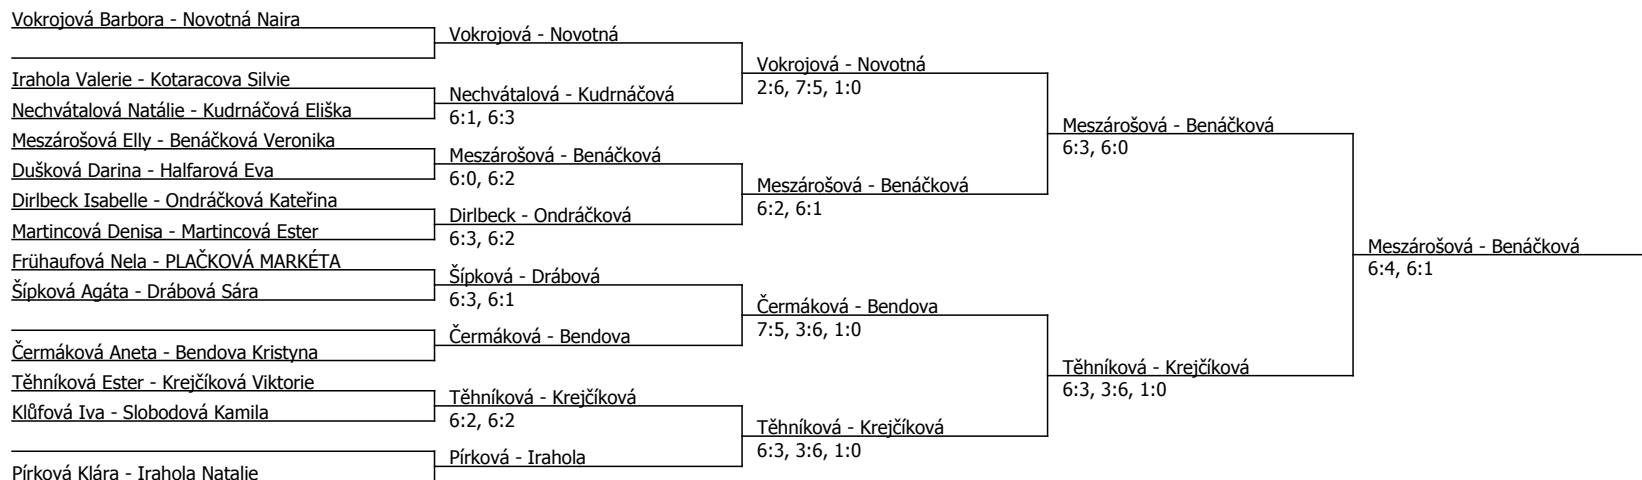 Vokrojová Barbora - Novotná Naira
Irahola Valerie - Kotaracova Silvie
Nechvátalová Natálie - Kudrnáčová Eliška
Meszárošová Elly - Benáčková Veronika
Dušková Darina - Halfarová Eva
Dirlbeck Isabelle - Ondráčková Kateřina
Martincová Denisa - Martincová Ester
Frühaufová Nela - PLAČKOVÁ MARKÉTA
Šípková Agáta - Drábová Sára
Čermáková Aneta - Bendova Kristyna
Těhníková Ester - Krejčíková Viktorie
Klůfová Iva - Slobodová Kamila
Pírková Klára - Irahola Natalie
Vokrojová - Novotná
Nechvátalová - Kudrnáčová
6:1, 6:3
Meszárošová - Benáčková
6:0, 6:2
Dirlbeck - Ondráčková
6:3, 6:2
Šípková - Drábová
6:3, 6:1
Čermáková - Bendova
Těhníková - Krejčíková
6:2, 6:2
Pírková - Irahola
Vokrojová - Novotná
2:6, 7:5, 1:0
Meszárošová - Benáčková
6:2, 6:1
Čermáková - Bendova
7:5, 3:6, 1:0
Těhníková - Krejčíková
6:3, 3:6, 1:0
Meszárošová - Benáčková
6:3, 6:0
Těhníková - Krejčíková
6:3, 3:6, 1:0
Meszárošová - Benáčková
6:4, 6:1